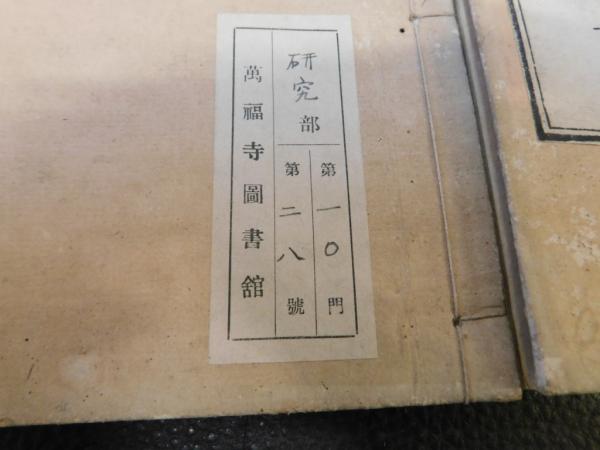 研究部
第一〇門
第二八號
萬福寺圖書館